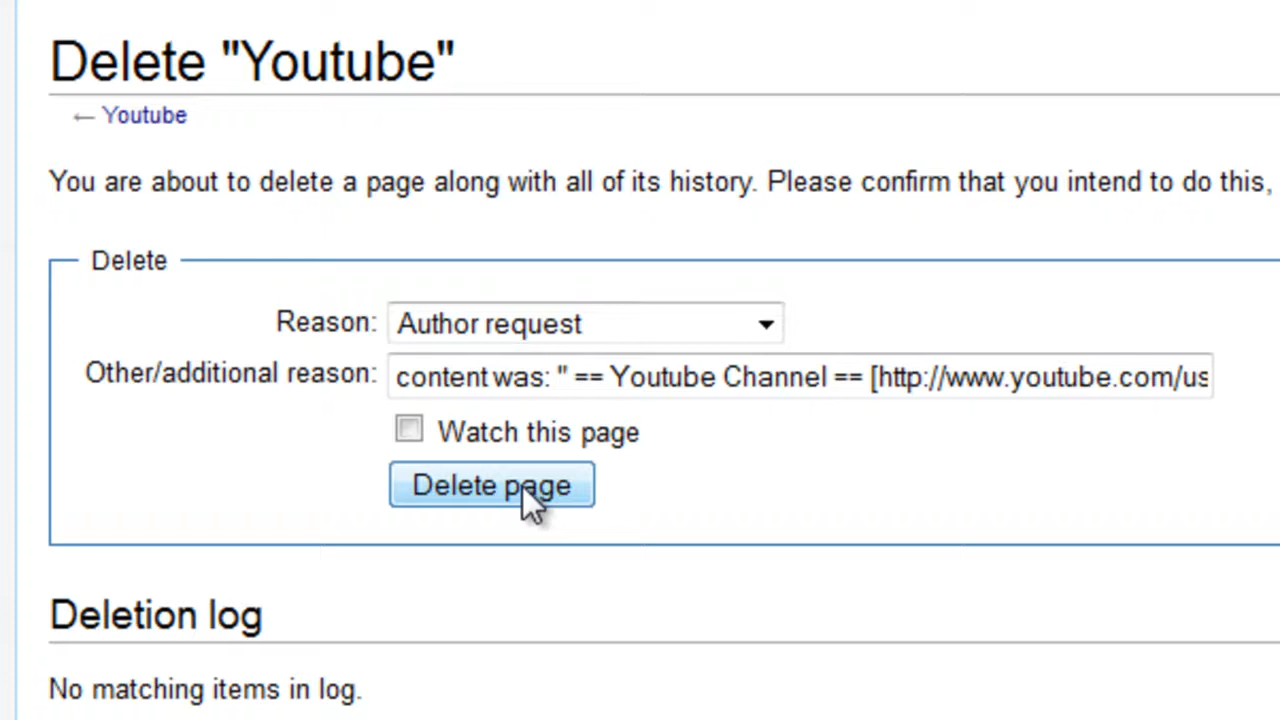 Delete "Youtube"
← Youtube
You are about to delete a page along with all of its history. Please confirm that you intend to do this,
Delete
Reason: Author request
Other/additional reason: content was: " == Youtube Channel == [http://www.youtube.com/us
Watch this page
Delete page
Deletion log
No matching items in log.